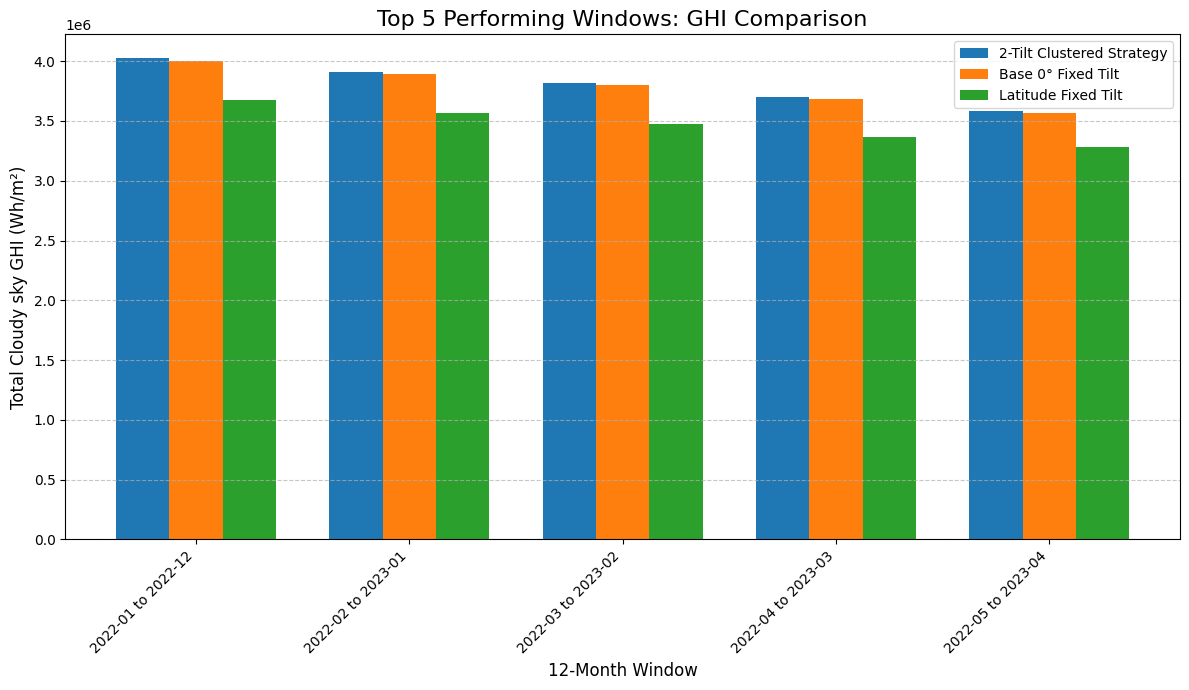 Top 5 Performing Windows: GHI Comparison
1e6
2-Tilt Clustered Strategy
Base 0° Fixed Tilt
Latitude Fixed Tilt
Total Cloudy sky GHI (Wh/m²)
4.0
3.5
3.0
2.5
2.0
1.5
1.0
0.5
0.0
2022-01 to 2022-12
2022-02 to 2023-01
2022-03 to 2023-02
2022-04 to 2023-03
2022-05 to 2023-04
12-Month Window